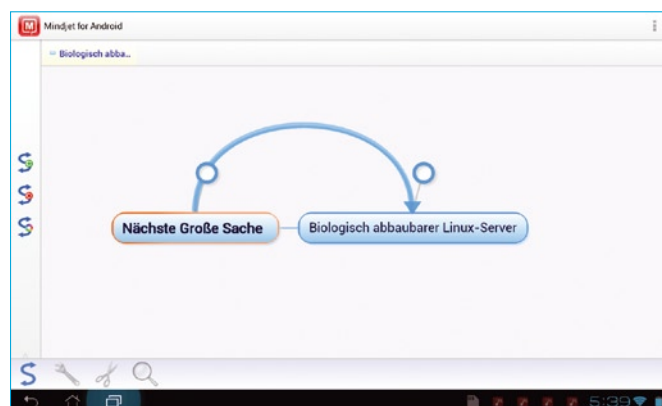 M
Mindjet for Android
Biologisch abba...
Nächste Große Sache
Biologisch abbaubarer Linux-Server
5:39